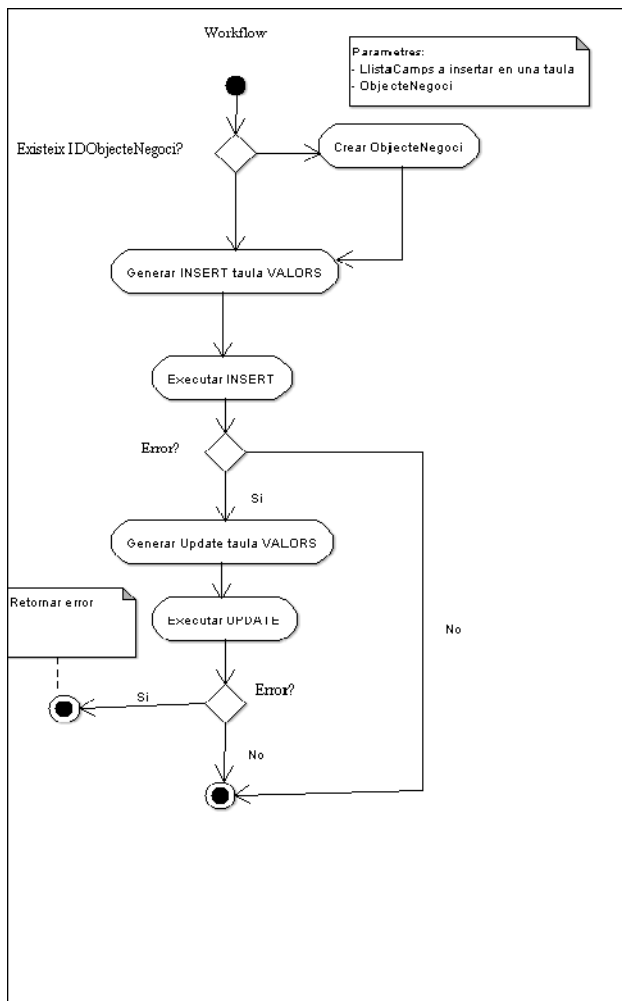 Workflow
Parametres:
- LlistaCamps a insertar en una taula
- ObjecteNegoci
Existeix IDObjecteNegoci?
Crear ObjecteNegoci
Generar INSERT taula VALORS
Executar INSERT
Error?
Si
Generar Update taula VALORS
Retornar error
Executar UPDATE
No
Error?
Si
No